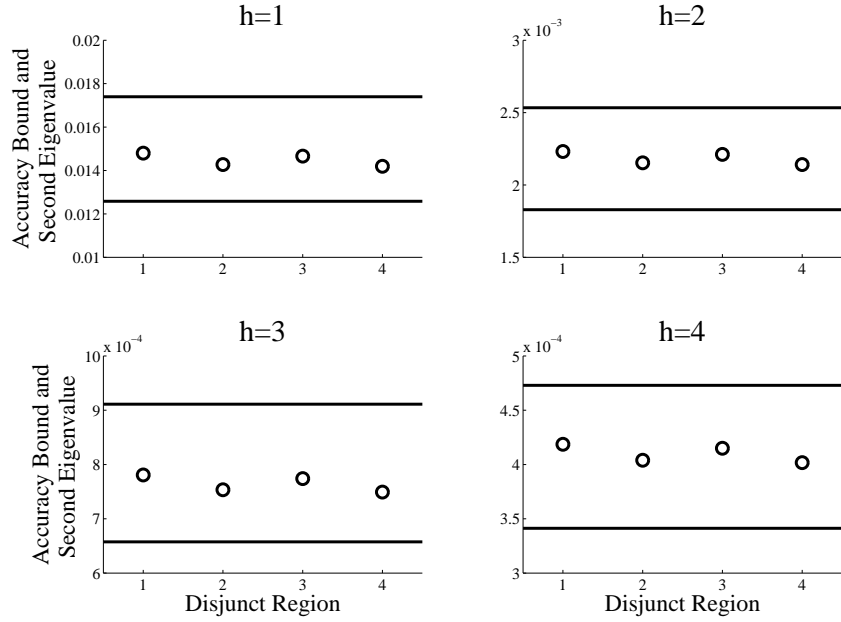 h=1
Accuracy Bound and
Second Eigenvalue
0.02
0.018
0.016
0.014
0.012
0.01
1 2 3 4
h=2
x 10⁻³
3
2.5
2
1.5
1 2 3 4
h=3
Accuracy Bound and
Second Eigenvalue
x 10⁻⁴
10
9
8
7
6
1 2 3 4
Disjunct Region
h=4
x 10⁻⁴
5
4.5
4
3.5
3
1 2 3 4
Disjunct Region